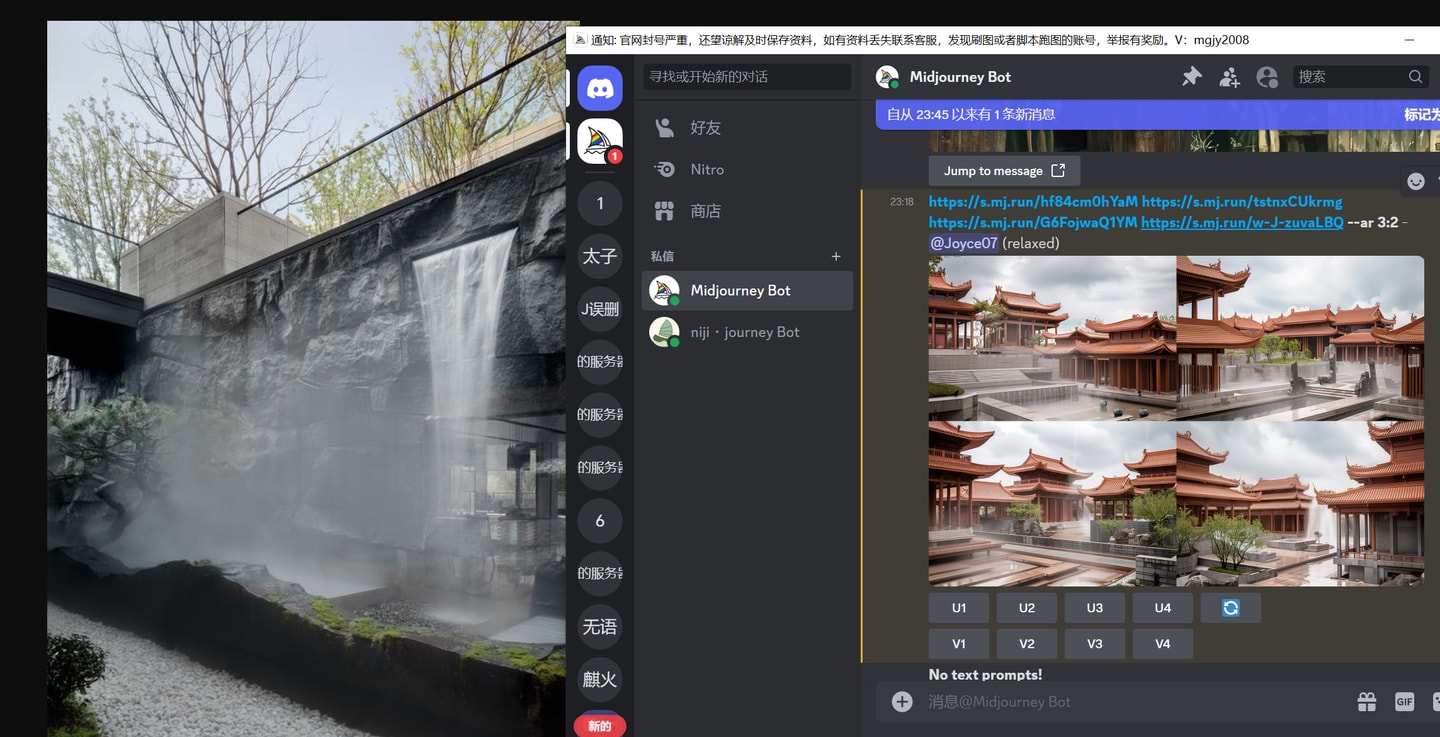 通知: 官网封号严重，还望谅解及时保存资料，如有资料丢失联系客服，发现刷图或者脚本跑图的账号，举报有奖励。V：mgjy2008
1
1
太子
J误删
的服务器
的服务器
的服务器
6
的服务器
无语
麒火
新的
寻找或开始新的对话
好友
Nitro
商店
私信
Midjourney Bot
niji・journey Bot
Midjourney Bot
搜索
自从 23:45 以来有 1 条新消息
标记为
Jump to message
23:18
https://s.mj.run/hf84cm0hYaM https://s.mj.run/tstnxCUkrmg
https://s.mj.run/G6FojwaQ1YM https://s.mj.run/w-J-zuvaLBQ --ar 3:2 -
@Joyce07 (relaxed)
U1 U2 U3 U4
V1 V2 V3 V4
No text prompts!
消息@Midjourney Bot
GIF